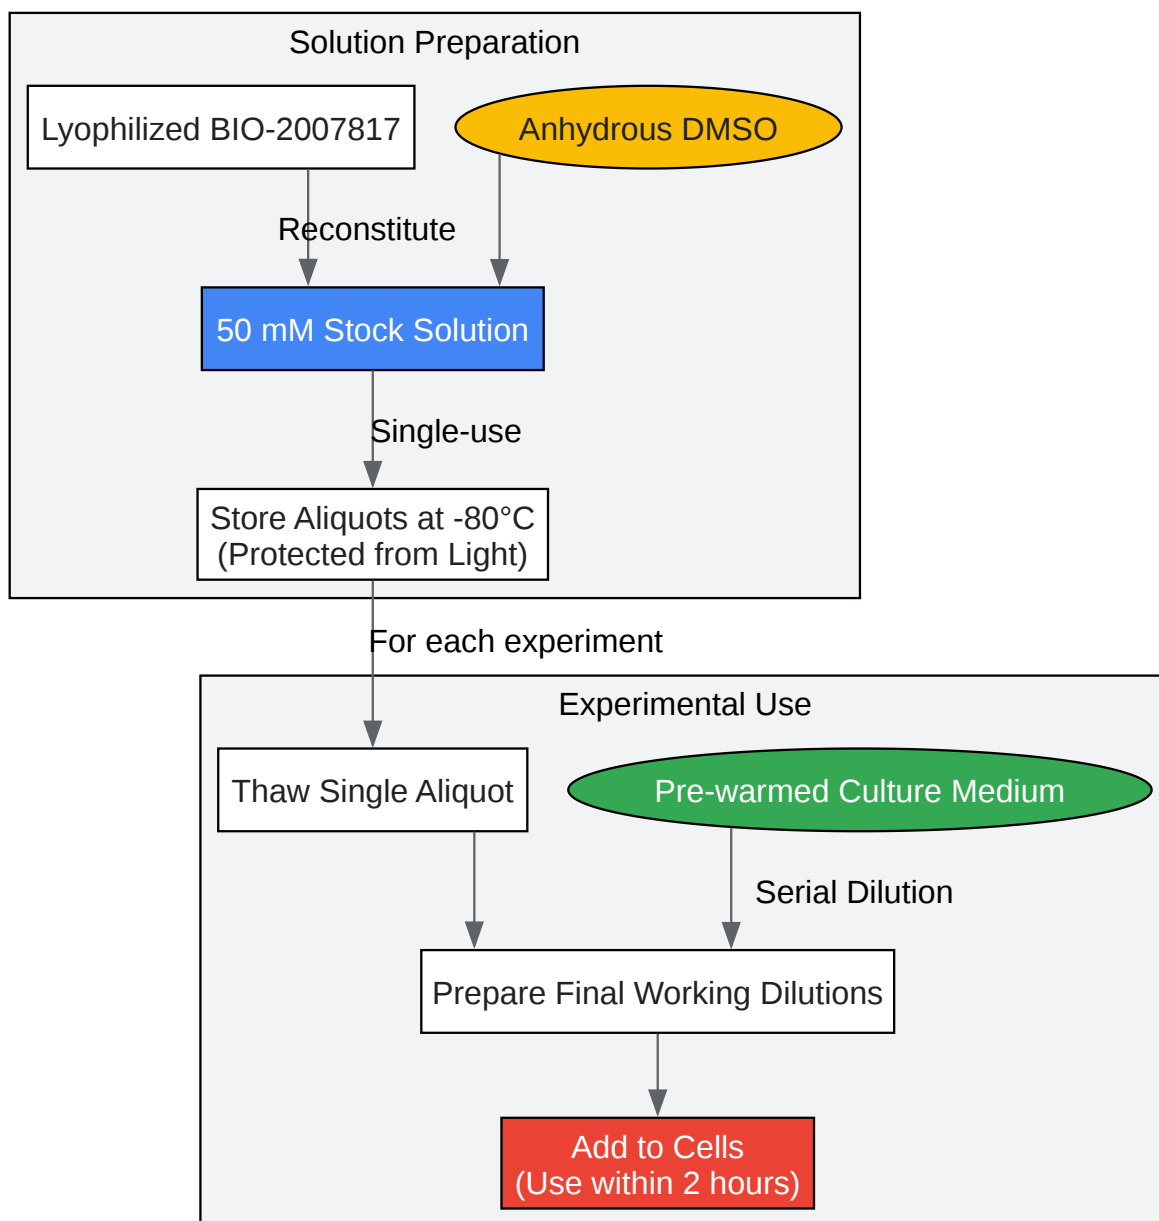 Solution Preparation
Lyophilized BIO-2007817
Anhydrous DMSO
Reconstitute
50 mM Stock Solution
Single-use
Store Aliquots at -80°C
(Protected from Light)
For each experiment
Experimental Use
Thaw Single Aliquot
Pre-warmed Culture Medium
Serial Dilution
Prepare Final Working Dilutions
Add to Cells
(Use within 2 hours)